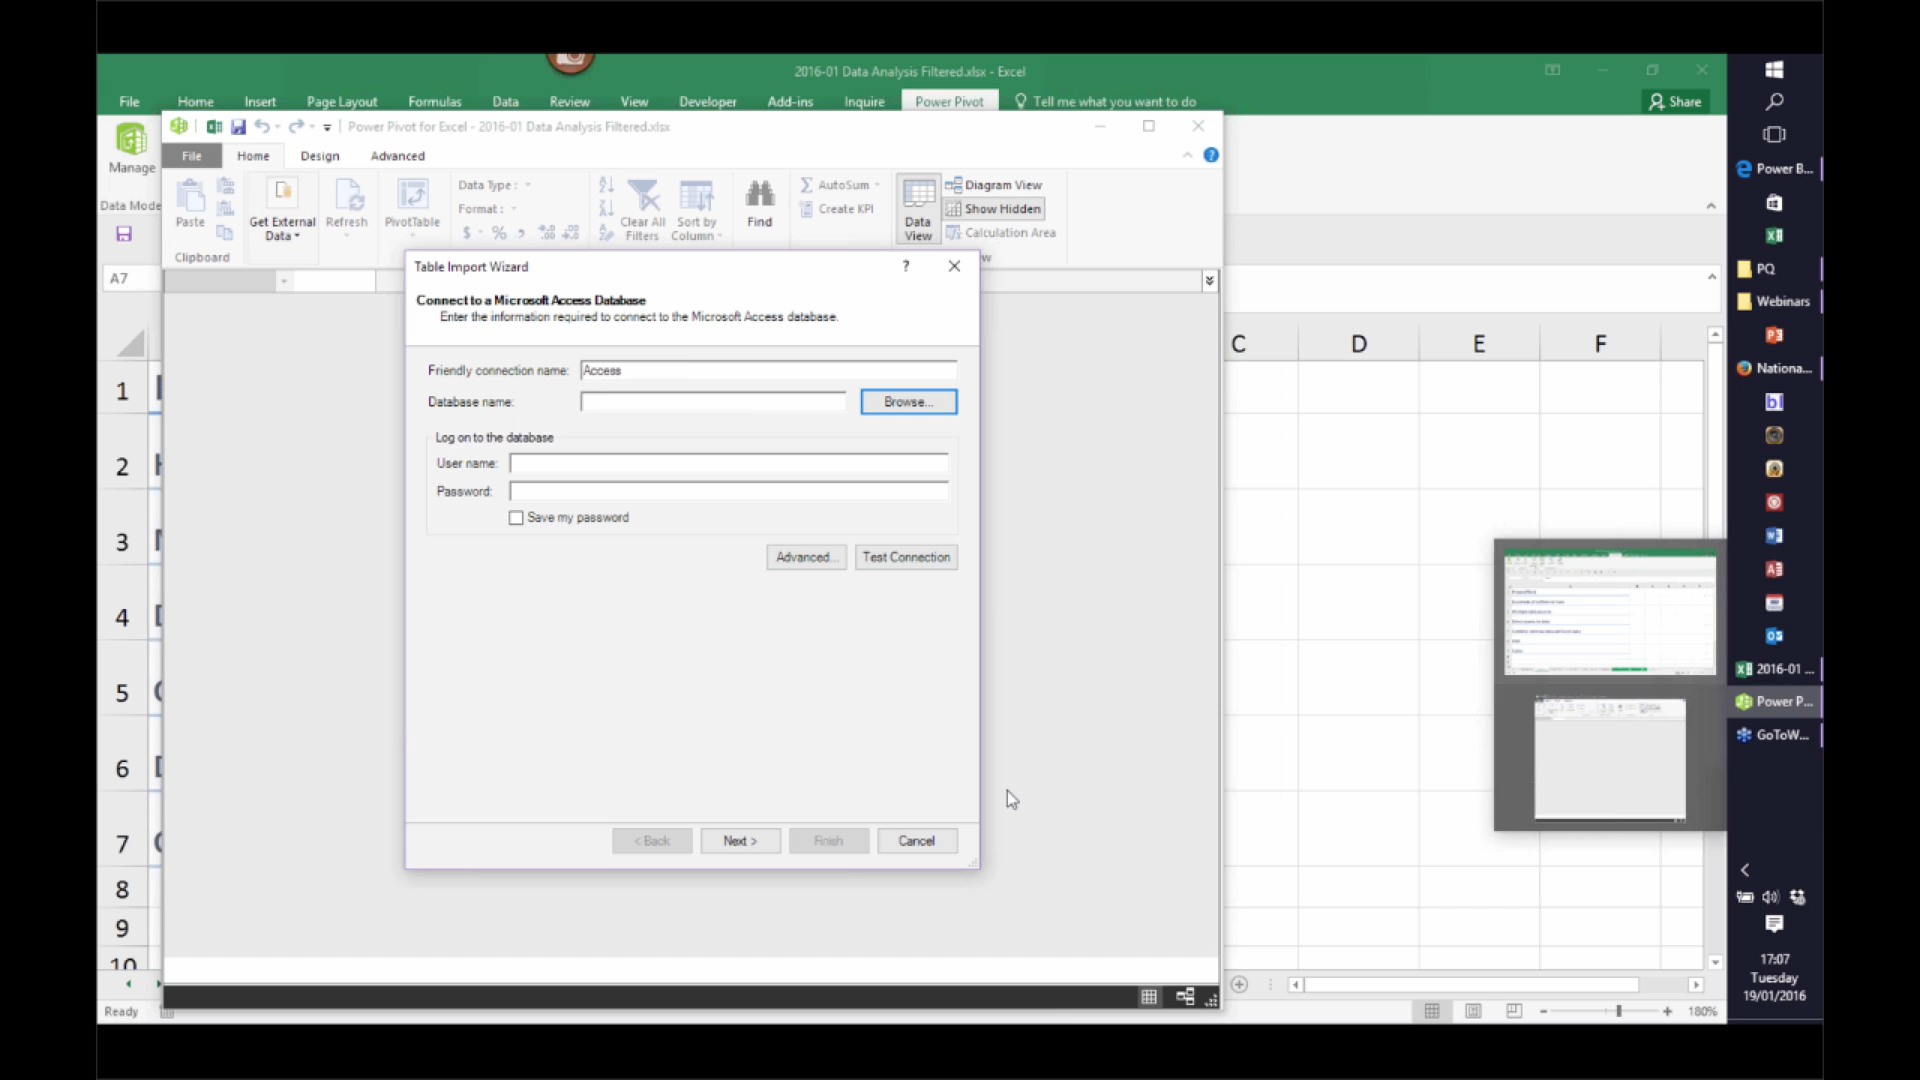 2016-01 Data Analysis Filtered.xlsx - Excel
File Home Insert Page Layout Formulas Data Review View Developer Add-ins Inquire Power Pivot Tell me what you want to do Share
Power Pivot for Excel - 2016-01 Data Analysis Filtered.xlsx
File Home Design Advanced
Manage
Data Mode
Paste
Clipboard
Get External
Data
Refresh
PivotTable
Data Type :
Format :
$ % ,
Clear All
Filters
Sort by
Column
Find
AutoSum
Create KPI
Data
View
Diagram View
Show Hidden
Calculation Area
A7
Table Import Wizard
? 
Connect to a Microsoft Access Database
Enter the information required to connect to the Microsoft Access database.
Friendly connection name: Access
Database name: Browse...
Log on to the database
User name:
Password:
Save my password
Advanced... Test Connection
< Back Next > Finish Cancel
C D E F
1
2
3
4
5
6
7
8
9
10
Ready
180%
Power B...
PQ
Webinars
Nationa...
2016-01 ...
Power P...
GoToW...
17:07
Tuesday
19/01/2016